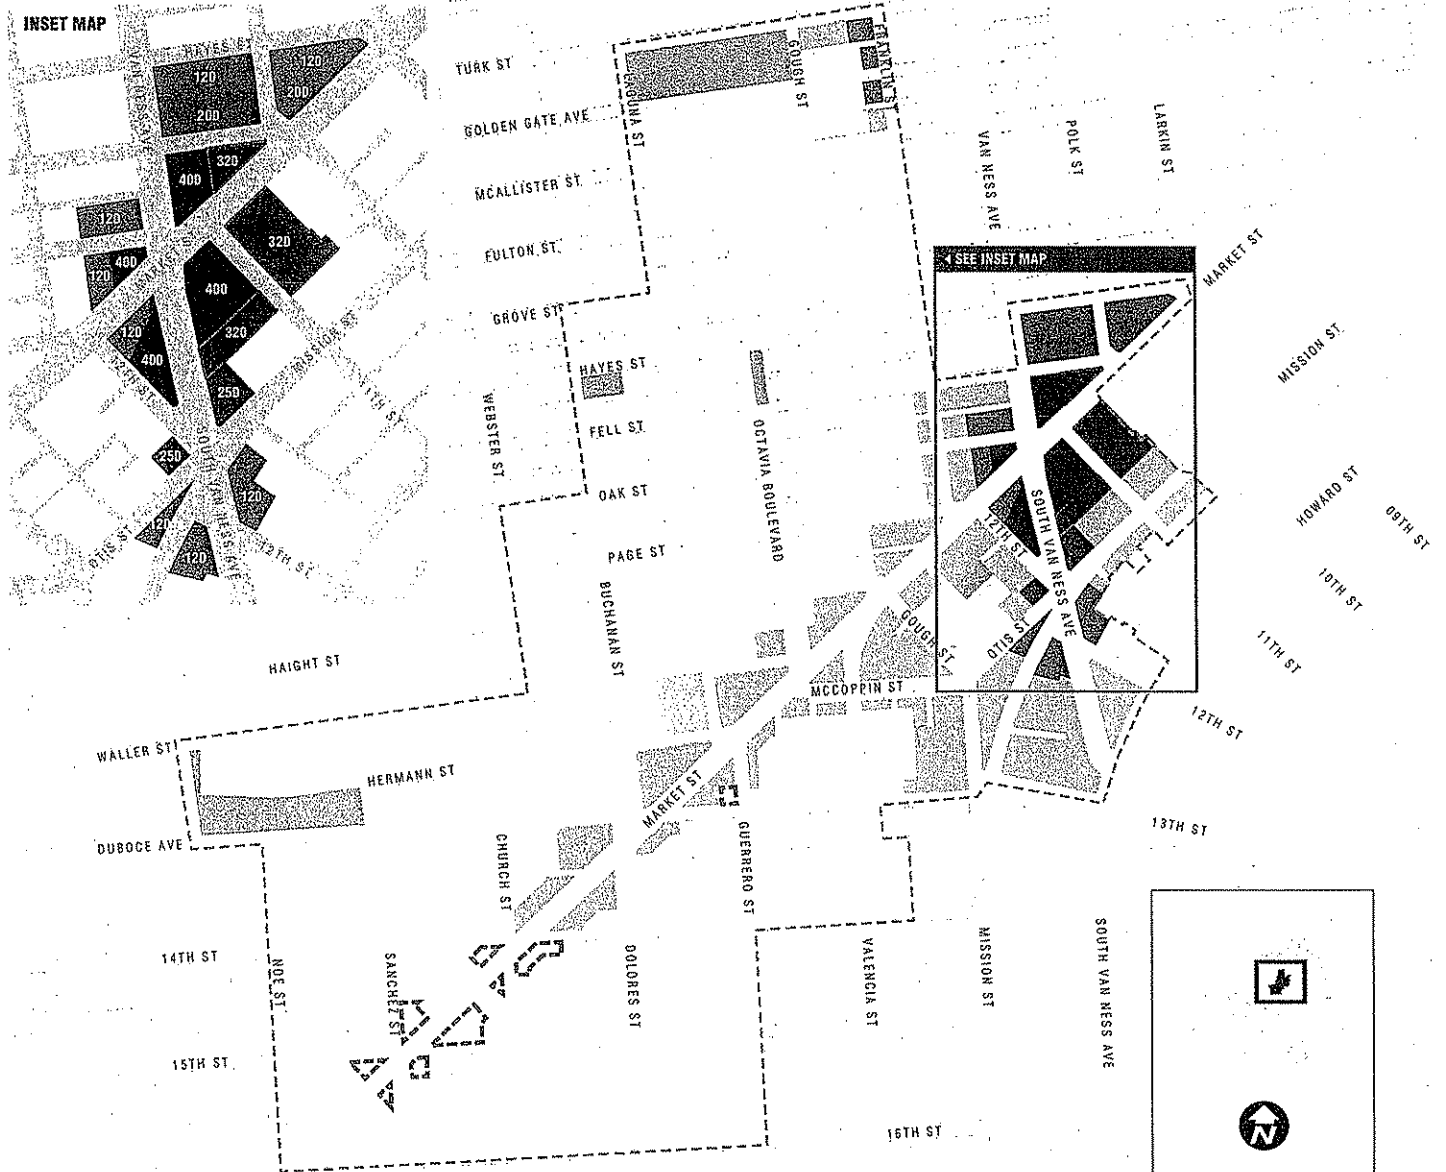 INSET MAP
HAYES ST
VAN NESS AVE
120
200
120
200
320
400
120
400
120
320
400
120
400
320
MARKET ST
MISSION ST
12TH ST
250
11TH ST
250
SOUTH VAN NESS AVE
120
120
120
OTIS ST
12TH ST
TURK ST
GOLDEN GATE AVE
MCALLISTER ST
FULTON ST
GROVE ST
HAYES ST
FELL ST
OAK ST
PAGE ST
HAIGHT ST
WALLER ST
HERMANN ST
DUBOCE AVE
14TH ST
15TH ST
16TH ST
LAGUNA ST
GOUGH ST
FRANKLIN ST
VAN NESS AVE
POLK ST
LARKIN ST
WEBSTER ST
OCTAVIA BOULEVARD
BUCHANAN ST
SEE INSET MAP
MARKET ST
MISSION ST
HOWARD ST
09TH ST
10TH ST
11TH ST
12TH ST
13TH ST
12TH ST
SOUTH VAN NESS AVE
GOUGH ST
OTIS ST
MCCOPPIN ST
MARKET ST
CHURCH ST
GUERRERO ST
NOE ST
SANCHEZ ST
DOLORES ST
VALENCIA ST
MISSION ST
SOUTH VAN NESS AVE
N